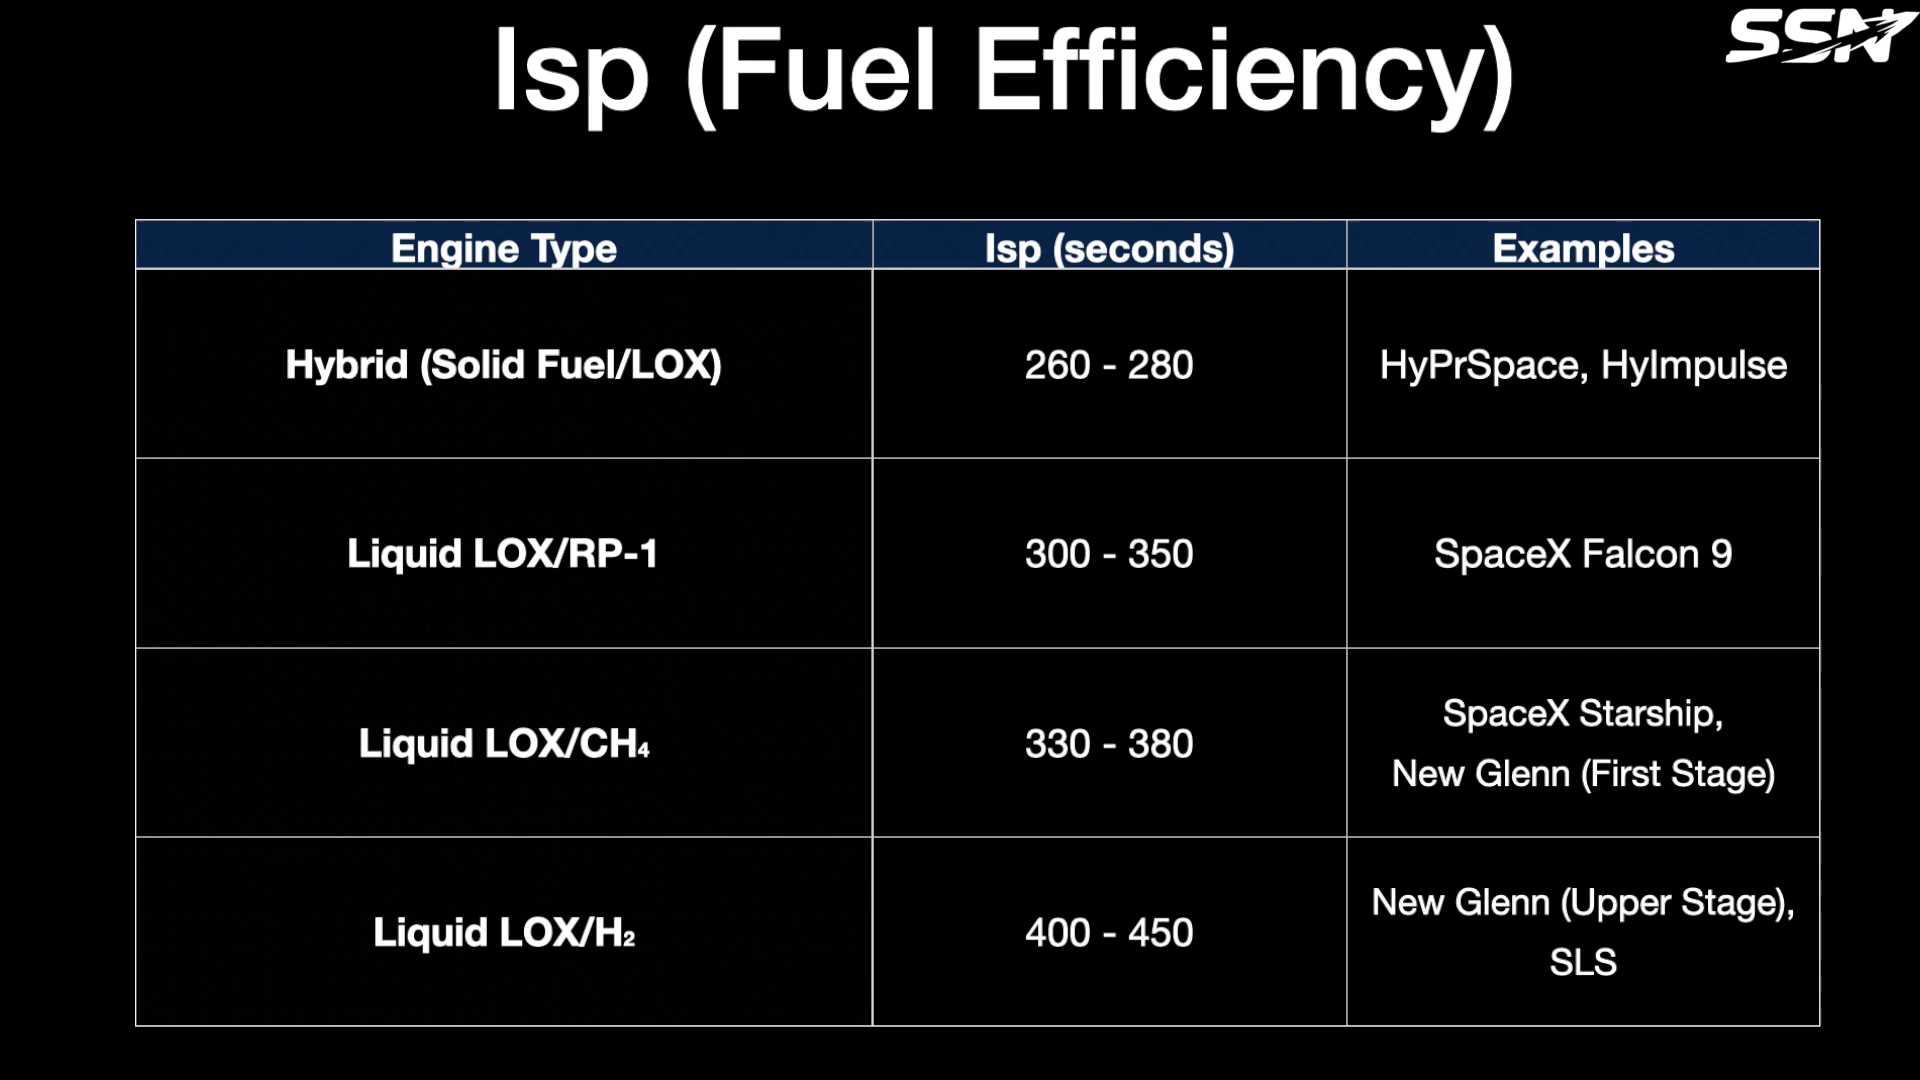 SSN
Isp (Fuel Efficiency)
Engine Type Isp (seconds) Examples
Hybrid (Solid Fuel/LOX) 260 - 280 HyPrSpace, HyImpulse
Liquid LOX/RP-1 300 - 350 SpaceX Falcon 9
Liquid LOX/CH₄ 330 - 380 SpaceX Starship,
New Glenn (First Stage)
Liquid LOX/H₂ 400 - 450 New Glenn (Upper Stage),
SLS